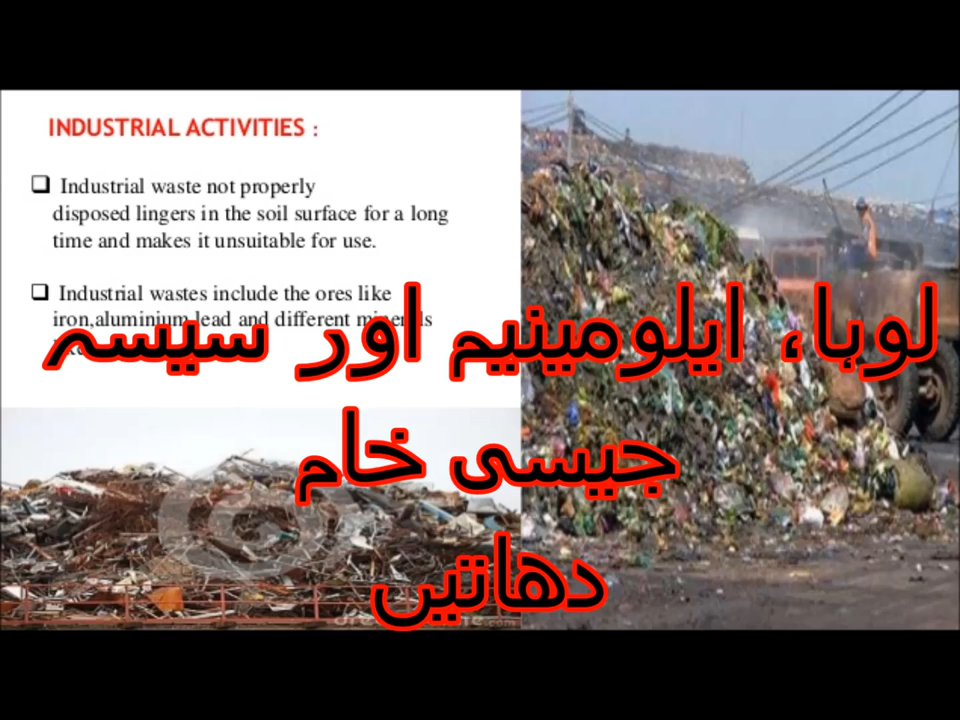 INDUSTRIAL ACTIVITIES :
❑ Industrial waste not properly
disposed lingers in the soil surface for a long
time and makes it unsuitable for use.
❑ Industrial wastes include the ores like
iron,aluminium,lead and different minerals
لوہا، ایلومینیم اور سیسہ
جیسی خام
دھاتیں